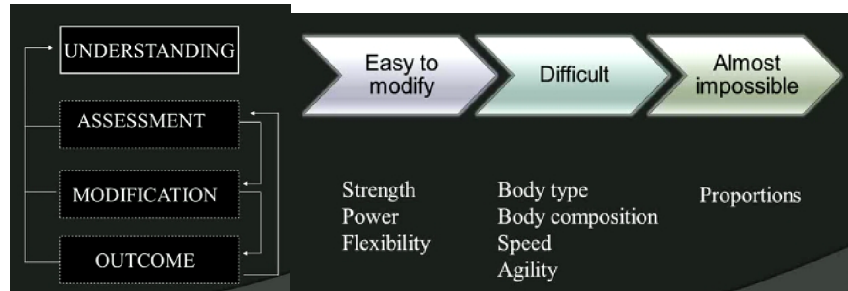 UNDERSTANDING
ASSESSMENT
MODIFICATION
OUTCOME
Easy to
modify
Difficult
Almost
impossible
Strength
Power
Flexibility
Body type
Body composition
Speed
Agility
Proportions